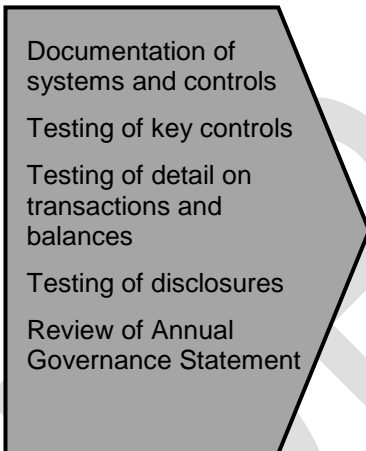 Documentation of
systems and controls
Testing of key controls
Testing of detail on
transactions and
balances
Testing of disclosures
Review of Annual
Governance Statement